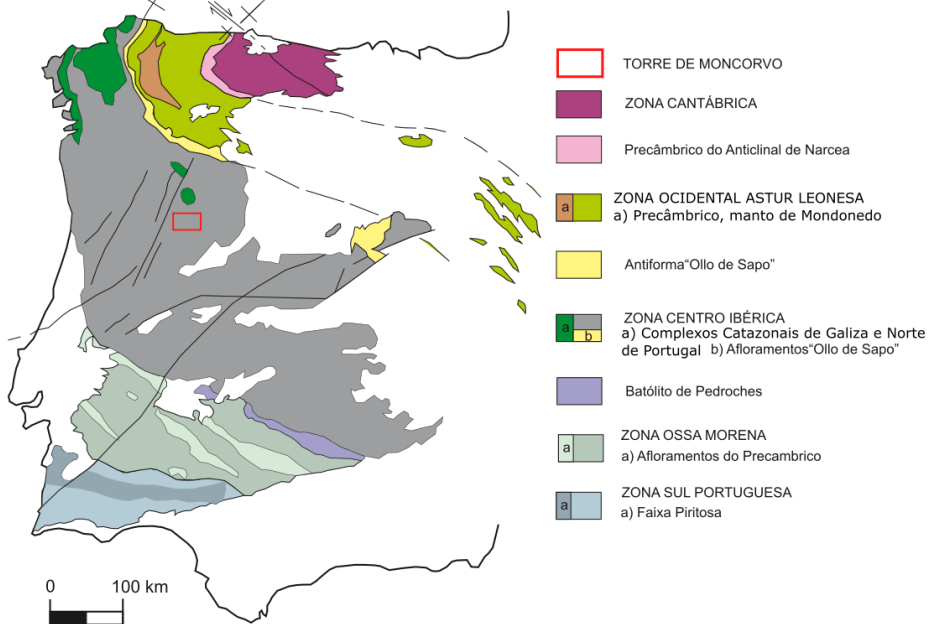 TORRE DE MONCORVO
ZONA CANTÁBRICA
Precâmbrico do Anticlinal de Narcea
a
ZONA OCIDENTAL ASTUR LEONESA
a) Precâmbrico, manto de Mondonedo
Antiforma“Ollo de Sapo”
a
b
ZONA CENTRO IBÉRICA
a) Complexos Catazonais de Galiza e Norte
de Portugal b) Afloramentos“Ollo de Sapo”
Batólito de Pedroches
a
ZONA OSSA MORENA
a) Afloramentos do Precambrico
a
ZONA SUL PORTUGUESA
a) Faixa Piritosa
0 100 km